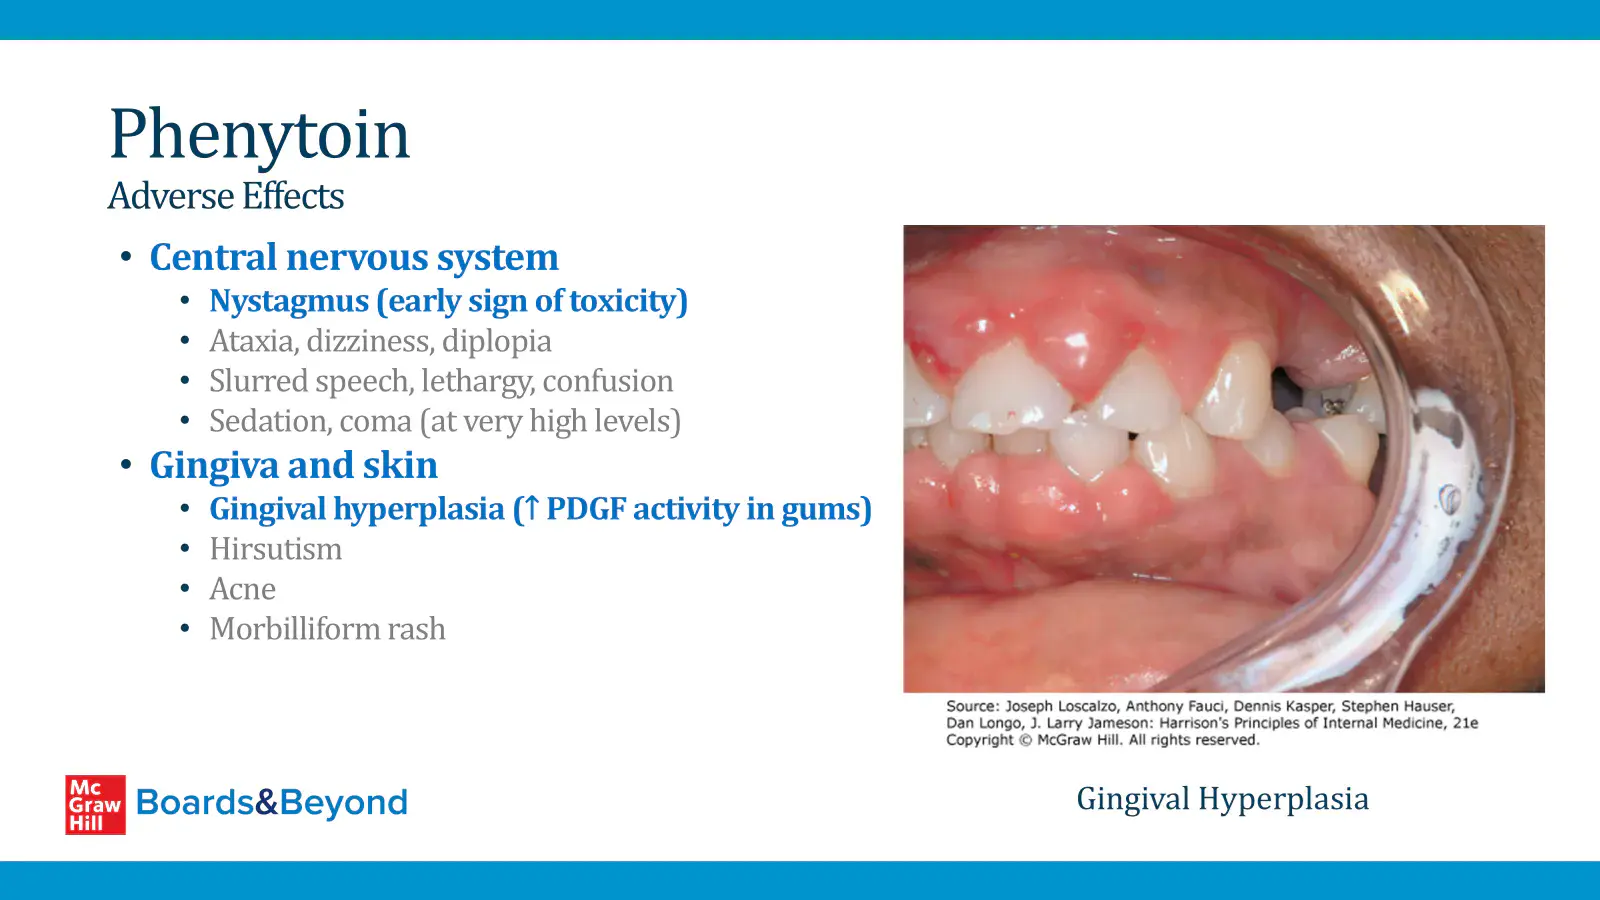 Phenytoin
Adverse Effects
• Central nervous system
• Nystagmus (early sign of toxicity)
• Ataxia, dizziness, diplopia
• Slurred speech, lethargy, confusion
• Sedation, coma (at very high levels)
• Gingiva and skin
• Gingival hyperplasia (↑ PDGF activity in gums)
• Hirsutism
• Acne
• Morbilliform rash
Source: Joseph Loscalzo, Anthony Fauci, Dennis Kasper, Stephen Hauser,
Dan Longo, J. Larry Jameson: Harrison's Principles of Internal Medicine, 21e
Copyright © McGraw Hill. All rights reserved.
Gingival Hyperplasia
Mc
Graw
Hill
Boards&Beyond